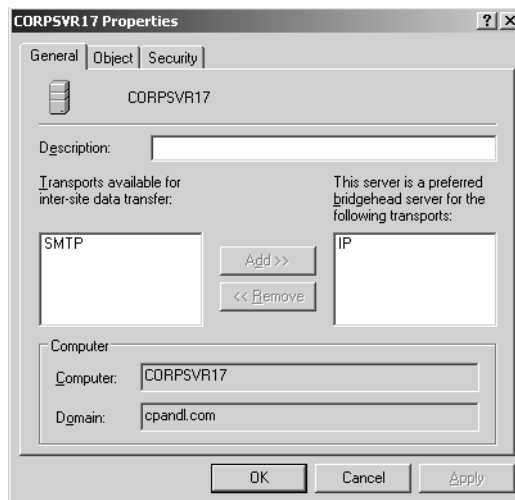 CORPSVR17 Properties
General Object Security
CORPSVR17
Description:
Transports available for
inter-site data transfer:
This server is a preferred
bridgehead server for the
following transports:
SMTP
IP
Add >>
<< Remove
Computer
Computer: CORPSVR17
Domain: cpandl.com
OK Cancel Apply